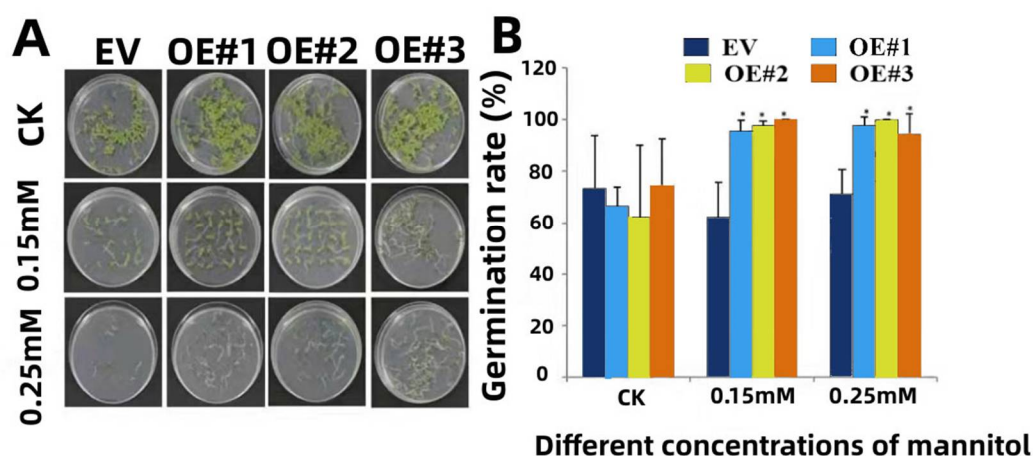 A
EV OE#1 OE#2 OE#3
CK
0.15mM
0.25mM
B
EV OE#1
OE#2 OE#3
Germination rate (%)
120
100
80
60
40
20
0
* * * * * *
CK 0.15mM 0.25mM
Different concentrations of mannitol